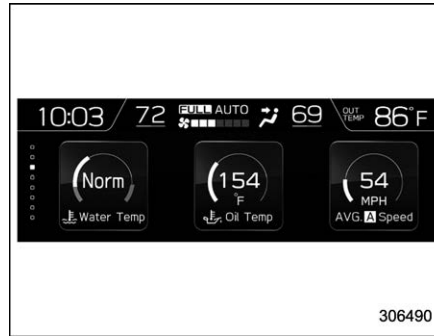 10:03 72 FULL AUTO 69 OUT TEMP 86°F
Norm
Water Temp
154
°F
Oil Temp
54
MPH
AVG. A Speed
306490